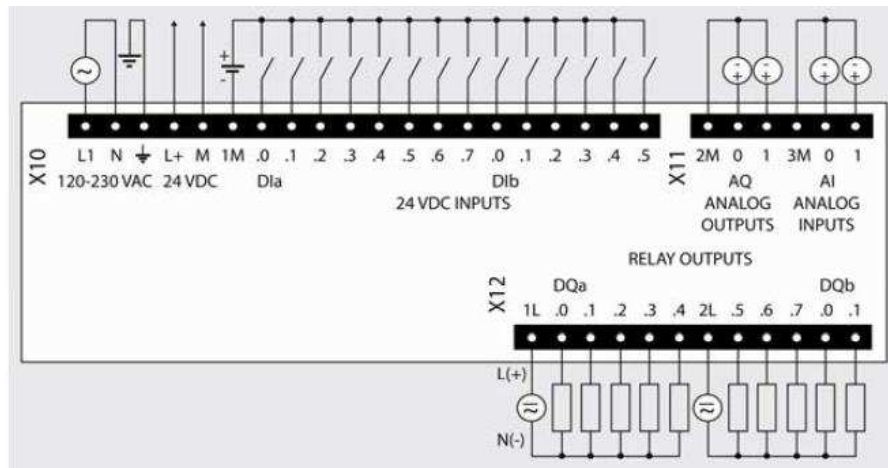 X10
L1 N L+ M 1M .0 .1 .2 .3 .4 .5 .6 .7 .0 .1 .2 .3 .4 .5
120-230 VAC 24 VDC DIa DIb
24 VDC INPUTS
X11
2M 0 1 3M 0 1
AQ AI
ANALOG ANALOG
OUTPUTS INPUTS
RELAY OUTPUTS
X12
DQa DQb
1L .0 .1 .2 .3 .4 2L .5 .6 .7 .0 .1
L(+)
N(-)